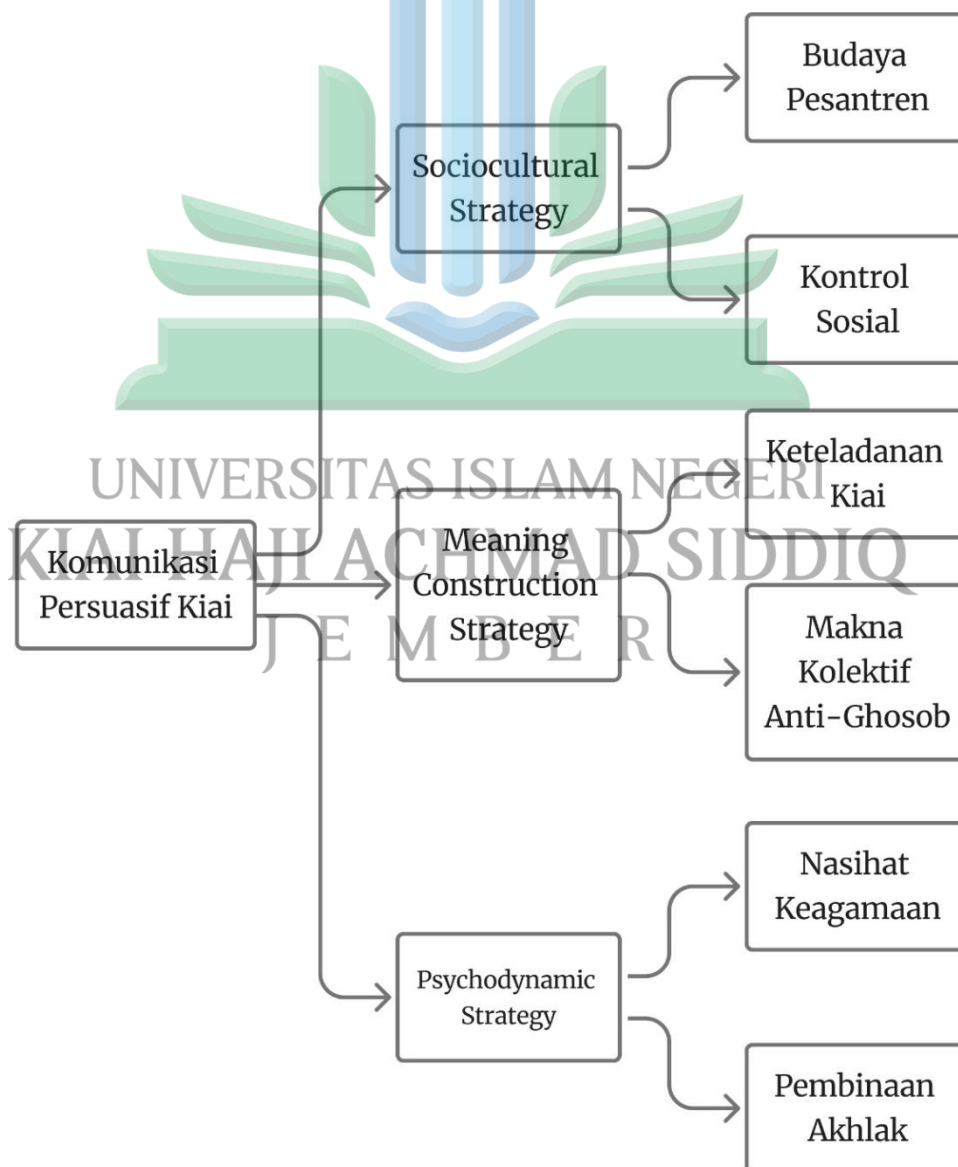 Budaya
Pesantren
Sociocultural
Strategy
Kontrol
Sosial
Keteladanan
Kiai
UNIVERSITAS ISLAM NEGERI
KIAI HAJI ACHMAD SIDDIQ
JEMBER
Komunikasi
Persuasif Kiai
Meaning
Construction
Strategy
Makna
Kolektif
Anti-Ghosob
Nasihat
Keagamaan
Psychodynamic
Strategy
Pembinaan
Akhlak